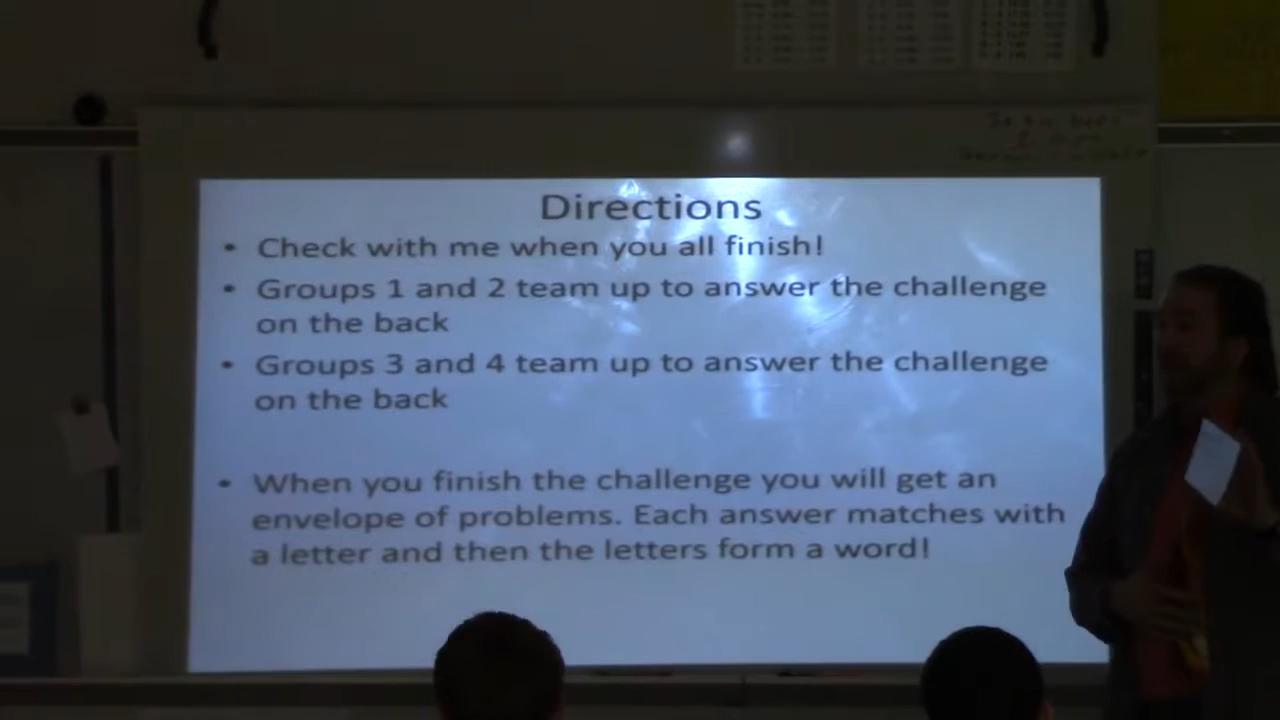 Directions
• Check with me when you all finish!
• Groups 1 and 2 team up to answer the challenge
on the back
• Groups 3 and 4 team up to answer the challenge
on the back
• When you finish the challenge you will get an
envelope of problems. Each answer matches with
a letter and then the letters form a word!